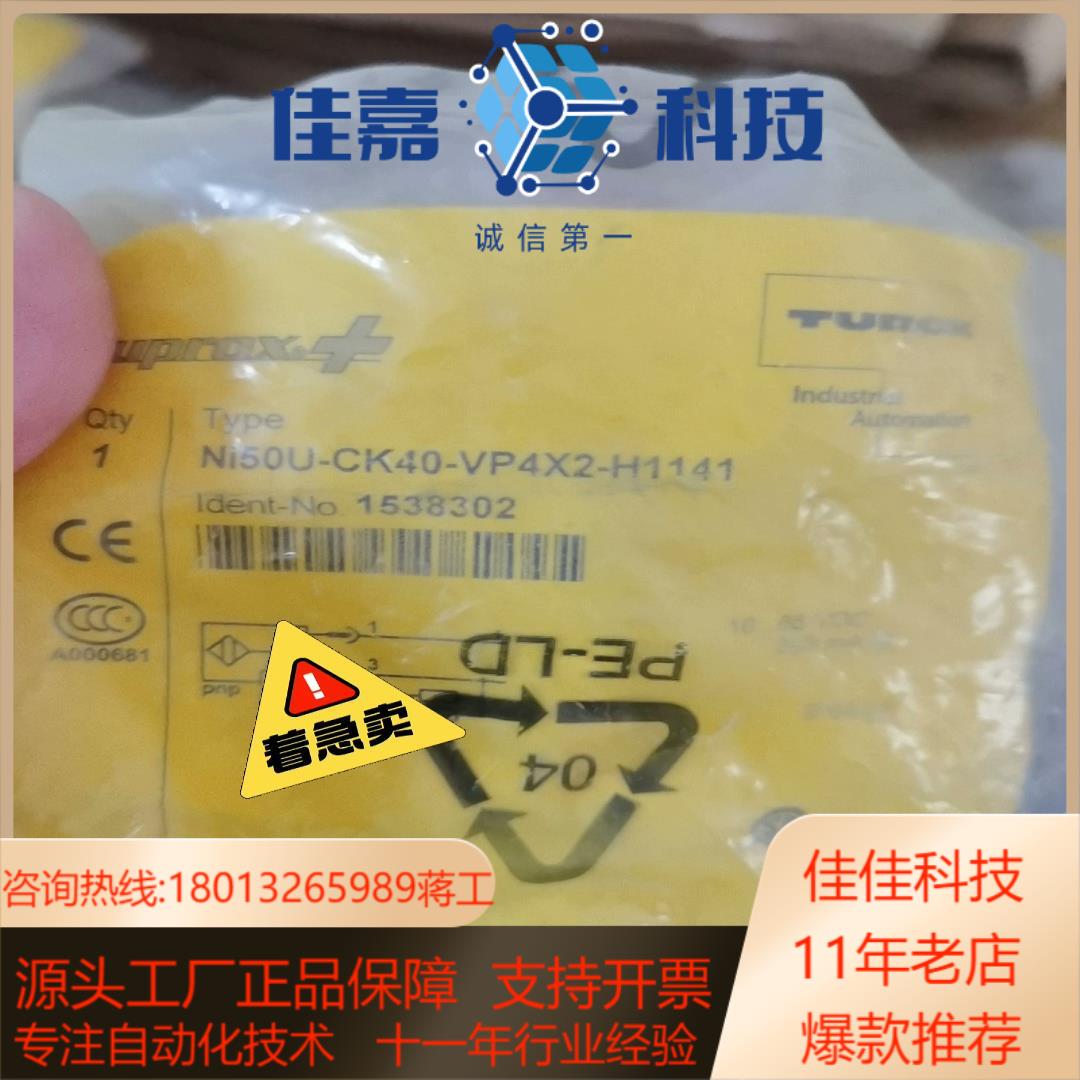 佳嘉科技
诚信第一
uprox+
TURCK
Industrial
Automation
Qty
1
Type
Ni50U-CK40-VP4X2-H1141
Ident-No. 1538302
CE
CCC
A000681
1
3
pnp
PE-LD
04
!
着急卖
咨询热线:18013265989蒋工
源头工厂正品保障 支持开票
专注自动化技术 十一年行业经验
佳佳科技
11年老店
爆款推荐